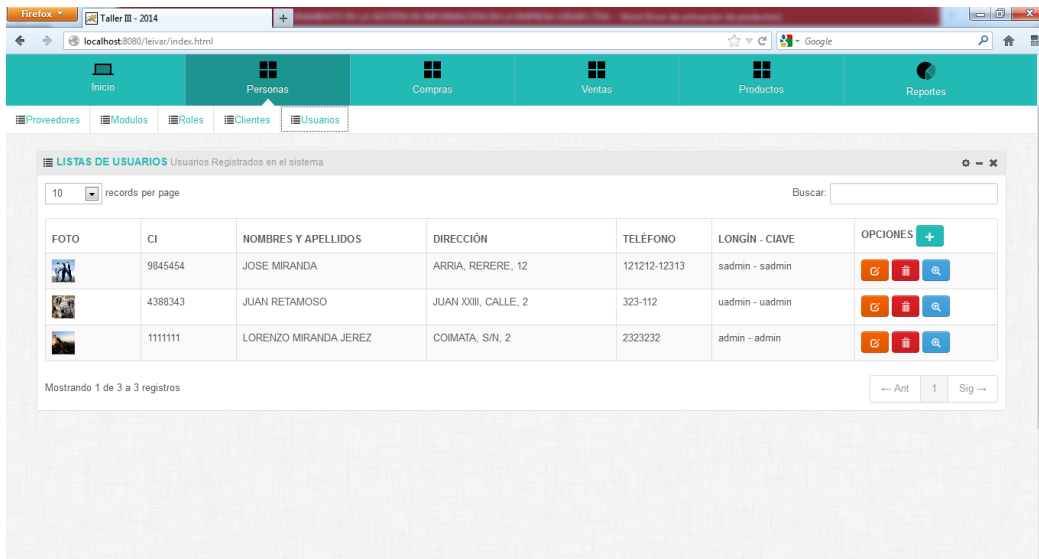 Firefox
Taller III - 2014
localhost:8080/leivar/index.html
Google
Inicio
Personas
Compras
Ventas
Productos
Reportes
Proveedores
Modulos
Roles
Clientes
Usuarios
LISTAS DE USUARIOS Usuarios Registrados en el sistema
10 records per page
Buscar:
FOTO CI NOMBRES Y APELLIDOS DIRECCIÓN TELÉFONO LONGÍN - CIAVE OPCIONES
9845454 JOSE MIRANDA ARRIA, RERERE, 12 121212-12313 sadmin - sadmin
4388343 JUAN RETAMOSO JUAN XXIII, CALLE, 2 323-112 uadmin - uadmin
1111111 LORENZO MIRANDA JEREZ COIMATA, S/N, 2 2323232 admin - admin
Mostrando 1 de 3 a 3 registros
← Ant 1 Sig →